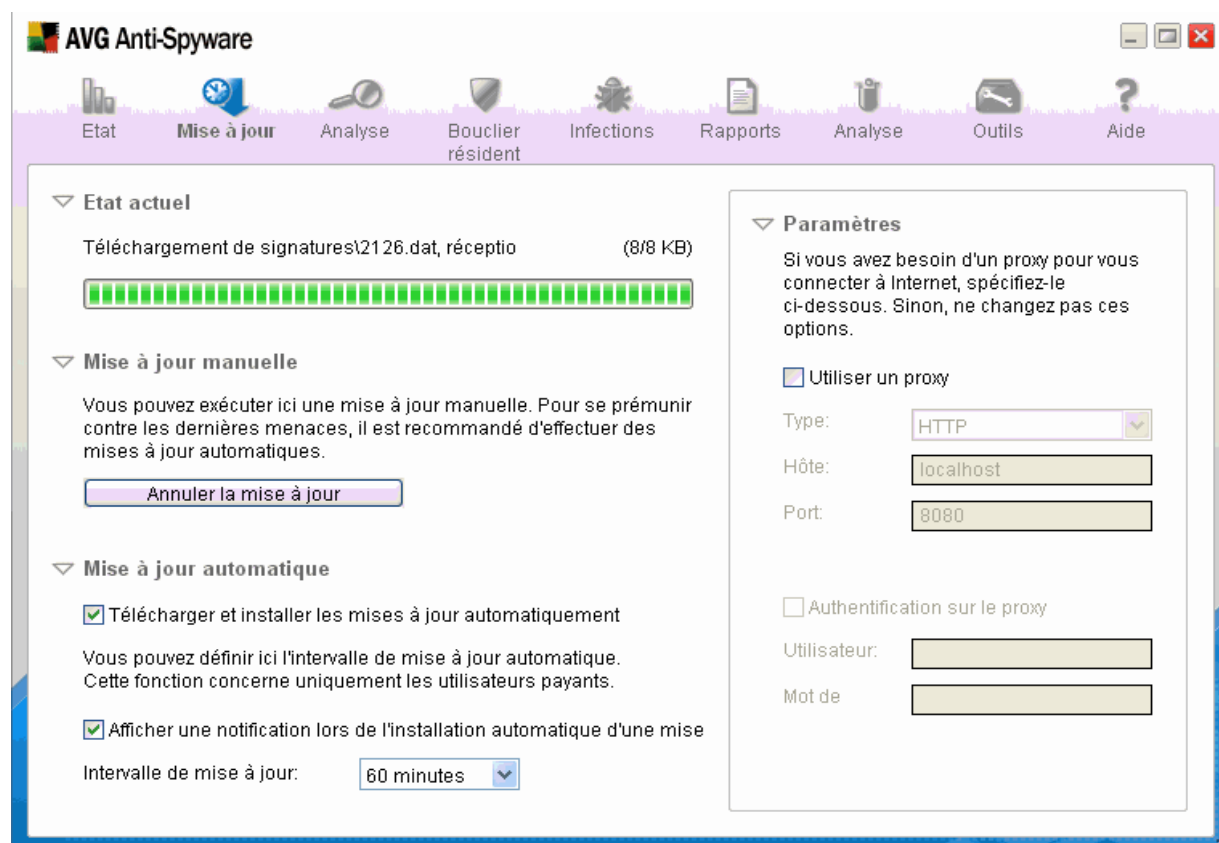 AVG Anti-Spyware
Etat
Mise à jour
Analyse
Bouclier
résident
Infections
Rapports
Analyse
Outils
Aide
Etat actuel
Téléchargement de signatures\2126.dat, réceptio (8/8 KB)
Mise à jour manuelle
Vous pouvez exécuter ici une mise à jour manuelle. Pour se prémunir
contre les dernières menaces, il est recommandé d'effectuer des
mises à jour automatiques.
Annuler la mise à jour
Mise à jour automatique
Télécharger et installer les mises à jour automatiquement
Vous pouvez définir ici l'intervalle de mise à jour automatique.
Cette fonction concerne uniquement les utilisateurs payants.
Afficher une notification lors de l'installation automatique d'une mise
Intervalle de mise à jour: 60 minutes
Paramètres
Si vous avez besoin d'un proxy pour vous
connecter à Internet, spécifiez-le
ci-dessous. Sinon, ne changez pas ces
options.
Utiliser un proxy
Type: HTTP
Hôte: localhost
Port: 8080
Authentification sur le proxy
Utilisateur:
Mot de